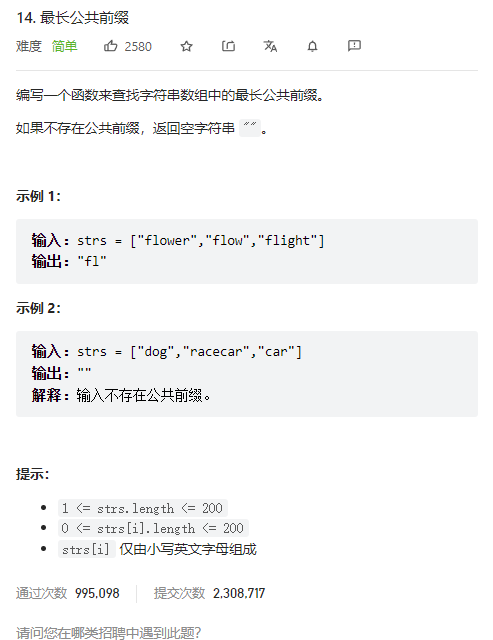 14. 最长公共前缀
难度 简单 2580
编写一个函数来查找字符串数组中的最长公共前缀。
如果不存在公共前缀，返回空字符串 ""。
示例 1：
输入：strs = ["flower","flow","flight"]
输出："fl"
示例 2：
输入：strs = ["dog","racecar","car"]
输出：""
解释：输入不存在公共前缀。
提示：
1 <= strs.length <= 200
0 <= strs[i].length <= 200
strs[i] 仅由小写英文字母组成
通过次数 995,098 提交次数 2,308,717
请问您在哪类招聘中遇到此题？